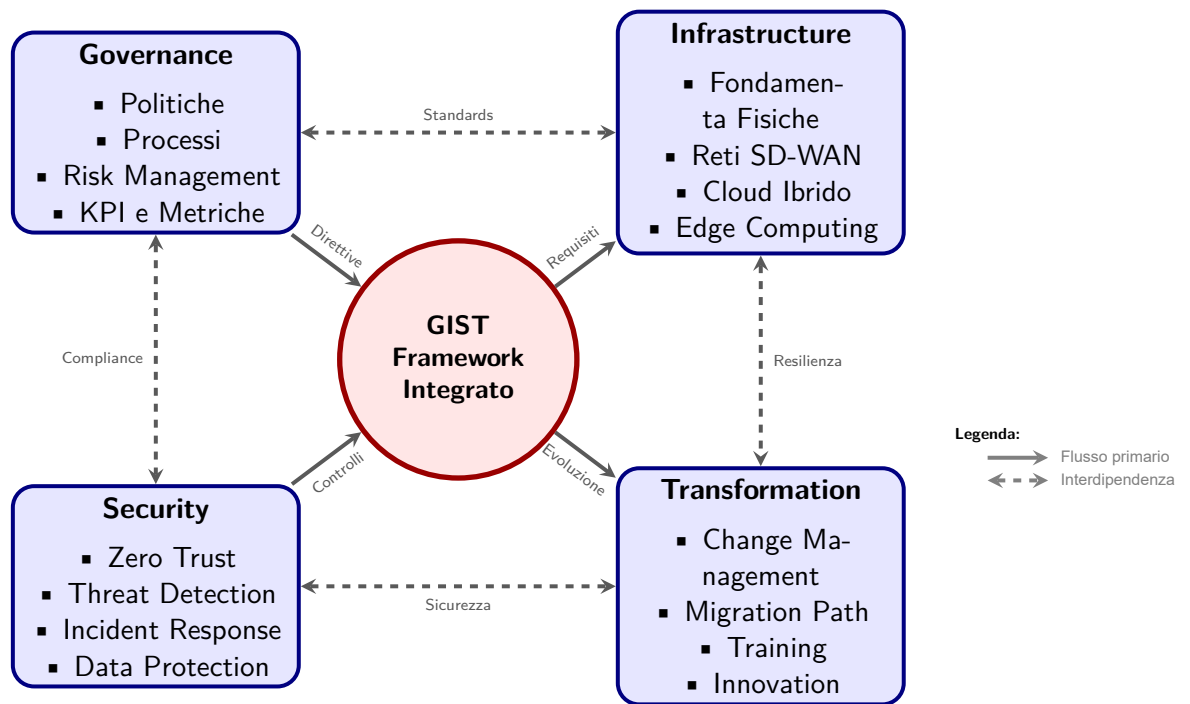 Governance
▪ Politiche
▪ Processi
▪ Risk Management
▪ KPI e Metriche
Standards
Infrastructure
▪ Fondamen-
ta Fisiche
▪ Reti SD-WAN
▪ Cloud Ibrido
▪ Edge Computing
Direttive
Requisiti
Compliance
GIST
Framework
Integrato
Resilienza
Controlli
Evoluzione
Legenda:
Flusso primario
Interdipendenza
Security
▪ Zero Trust
▪ Threat Detection
▪ Incident Response
▪ Data Protection
Sicurezza
Transformation
▪ Change Ma-
nagement
▪ Migration Path
▪ Training
▪ Innovation